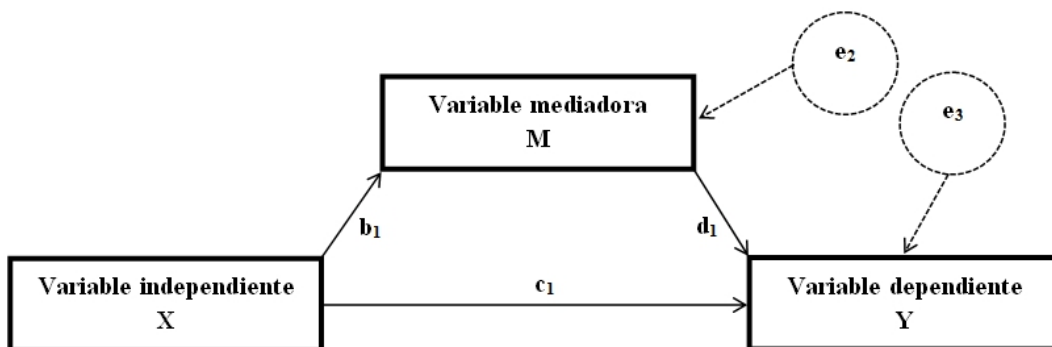 e₂
Variable mediadora
M
e₃
b₁
d₁
Variable independiente
X
c₁
Variable dependiente
Y